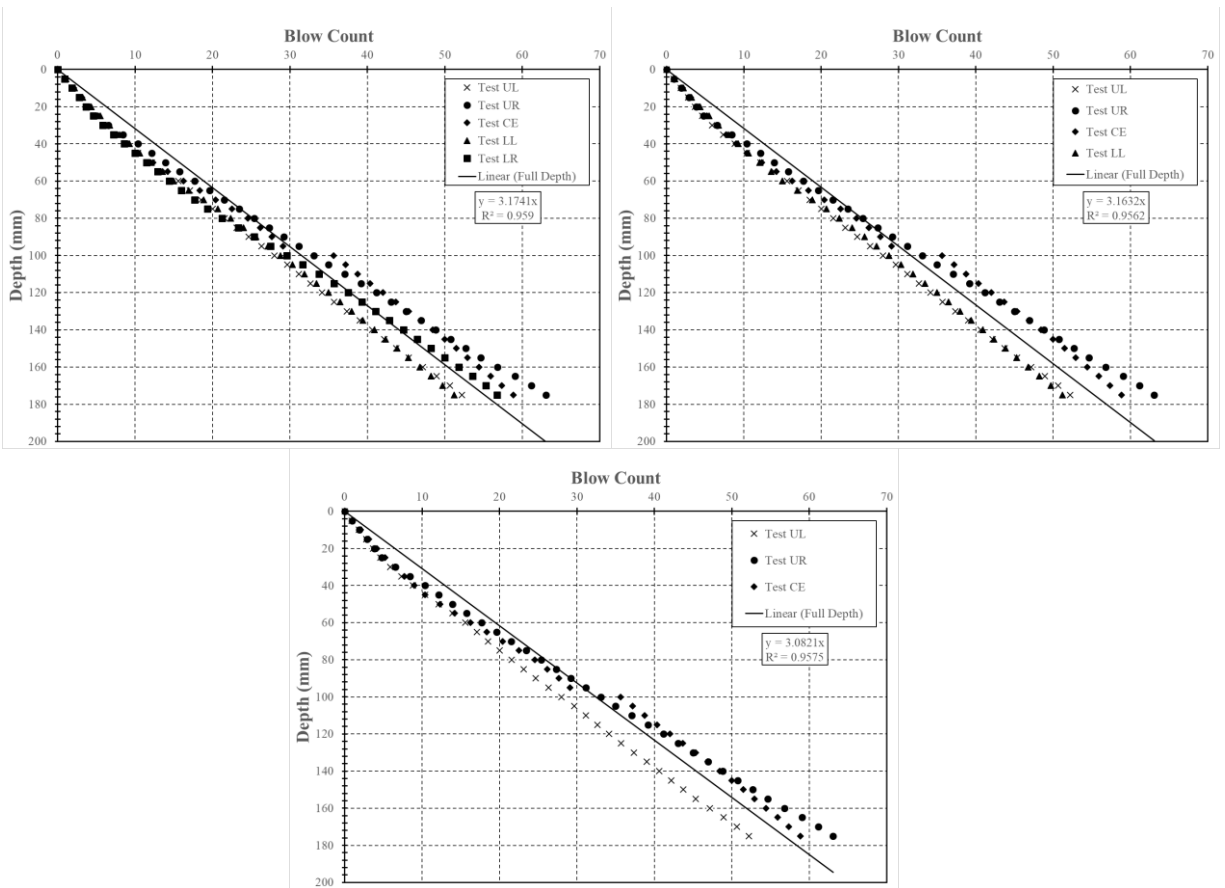 Blow Count
0 10 20 30 40 50 60 70
0
20
40
60
80
100
120
140
160
180
200
Depth (mm)
Test UL
Test UR
Test CE
Test LL
Test LR
Linear (Full Depth)
y = 3.1741x
R² = 0.959
Blow Count
0 10 20 30 40 50 60 70
0
20
40
60
80
100
120
140
160
180
200
Depth (mm)
Test UL
Test UR
Test CE
Test LL
Linear (Full Depth)
y = 3.1632x
R² = 0.9562
Blow Count
0 10 20 30 40 50 60 70
0
20
40
60
80
100
120
140
160
180
200
Depth (mm)
Test UL
Test UR
Test CE
Linear (Full Depth)
y = 3.0821x
R² = 0.9575